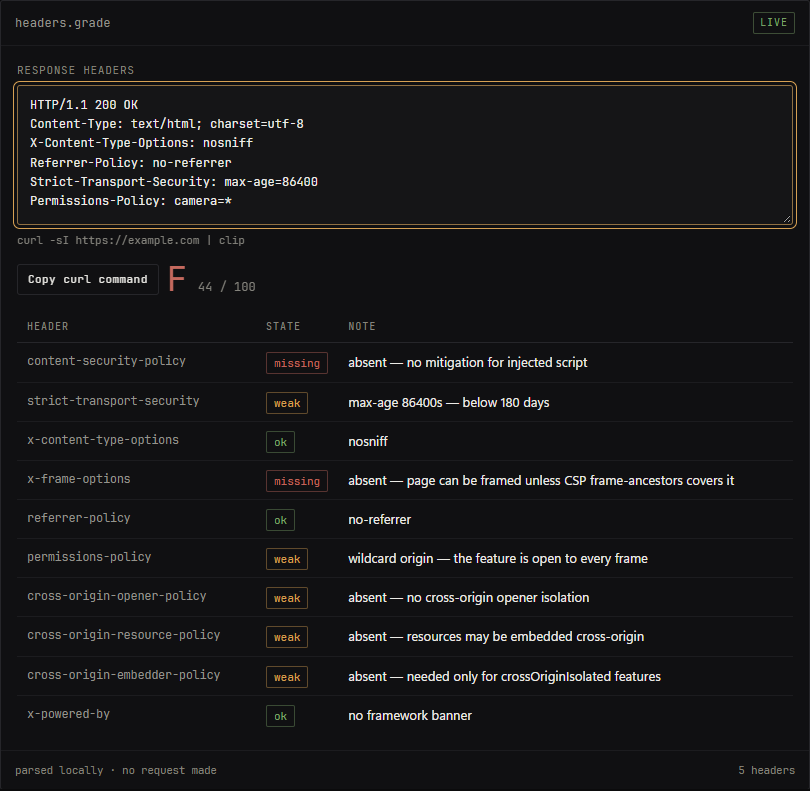 headers.grade
LIVE
RESPONSE HEADERS
HTTP/1.1 200 OK
Content-Type: text/html; charset=utf-8
X-Content-Type-Options: nosniff
Referrer-Policy: no-referrer
Strict-Transport-Security: max-age=86400
Permissions-Policy: camera=*
curl -sI https://example.com | clip
Copy curl command F 44 / 100
HEADER STATE NOTE
content-security-policy missing absent — no mitigation for injected script
strict-transport-security weak max-age 86400s — below 180 days
x-content-type-options ok nosniff
x-frame-options missing absent — page can be framed unless CSP frame-ancestors covers it
referrer-policy ok no-referrer
permissions-policy weak wildcard origin — the feature is open to every frame
cross-origin-opener-policy weak absent — no cross-origin opener isolation
cross-origin-resource-policy weak absent — resources may be embedded cross-origin
cross-origin-embedder-policy weak absent — needed only for crossOriginIsolated features
x-powered-by ok no framework banner
parsed locally · no request made 5 headers